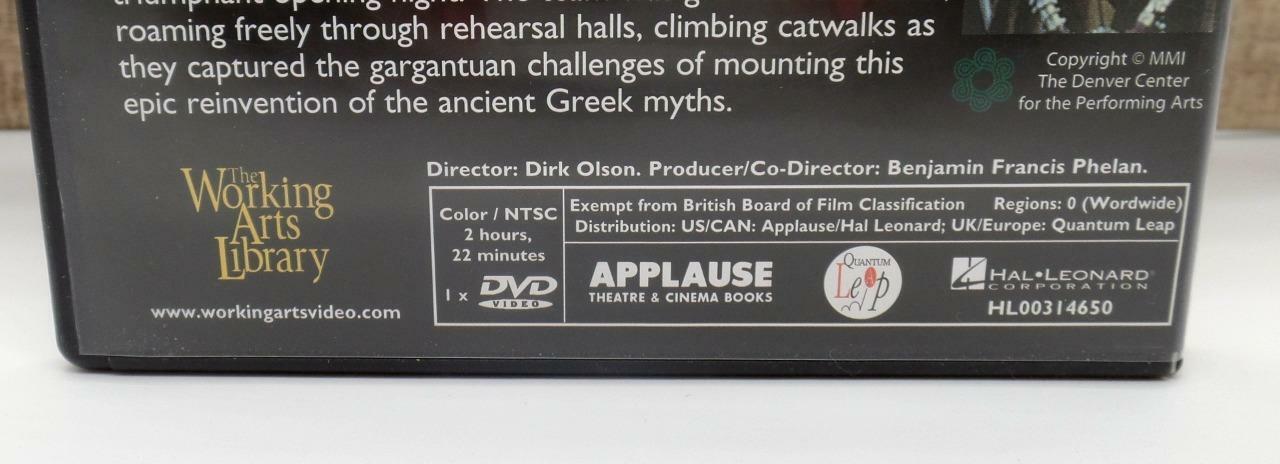 triumphant opening night. The
roaming freely through rehearsal halls, climbing catwalks as
they captured the gargantuan challenges of mounting this
epic reinvention of the ancient Greek myths.
Copyright © MMI
The Denver Center
for the Performing Arts
The
Working
Arts
Library
www.workingartsvideo.com
Director: Dirk Olson. Producer/Co-Director: Benjamin Francis Phelan.
Color / NTSC
2 hours,
22 minutes
1 x DVD
VIDEO
Exempt from British Board of Film Classification Regions: 0 (Wordwide)
Distribution: US/CAN: Applause/Hal Leonard; UK/Europe: Quantum Leap
APPLAUSE
THEATRE & CINEMA BOOKS
QUANTUM
Leap
HAL•LEONARD®
CORPORATION
HL00314650